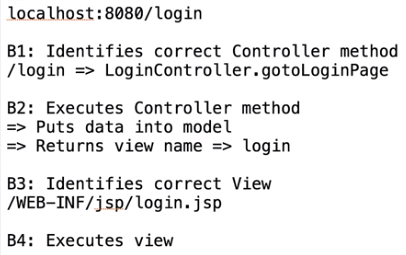 localhost:8080/login
B1: Identifies correct Controller method
/login => LoginController.gotoLoginPage
B2: Executes Controller method
=> Puts data into model
=> Returns view name => login
B3: Identifies correct View
/WEB-INF/jsp/login.jsp
B4: Executes view